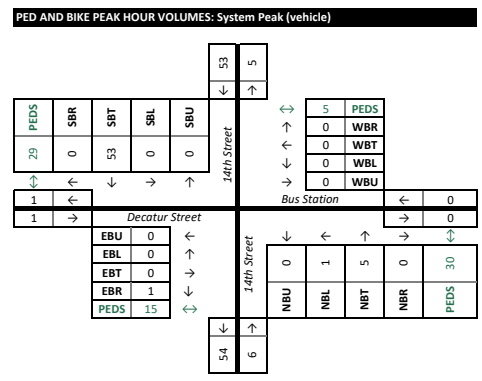 PED AND BIKE PEAK HOUR VOLUMES: System Peak (vehicle)
53 5
↓ ↑
PEDS SBR SBT SBL SBU
29 0 53 0 0
↕ ← ↓ → ↑
14th Street
↔ 5 PEDS
↑ 0 WBR
← 0 WBT
↓ 0 WBL
→ 0 WBU
1 ← Bus Station ← 0
1 → Decatur Street → 0
EBU 0 ←
EBL 0 ↑
EBT 0 →
EBR 1 ↓
PEDS 15 ↔
14th Street
↓ ← ↑ → ↕
0 1 5 0 30
NBU NBL NBT NBR PEDS
↓ ↑
54 6